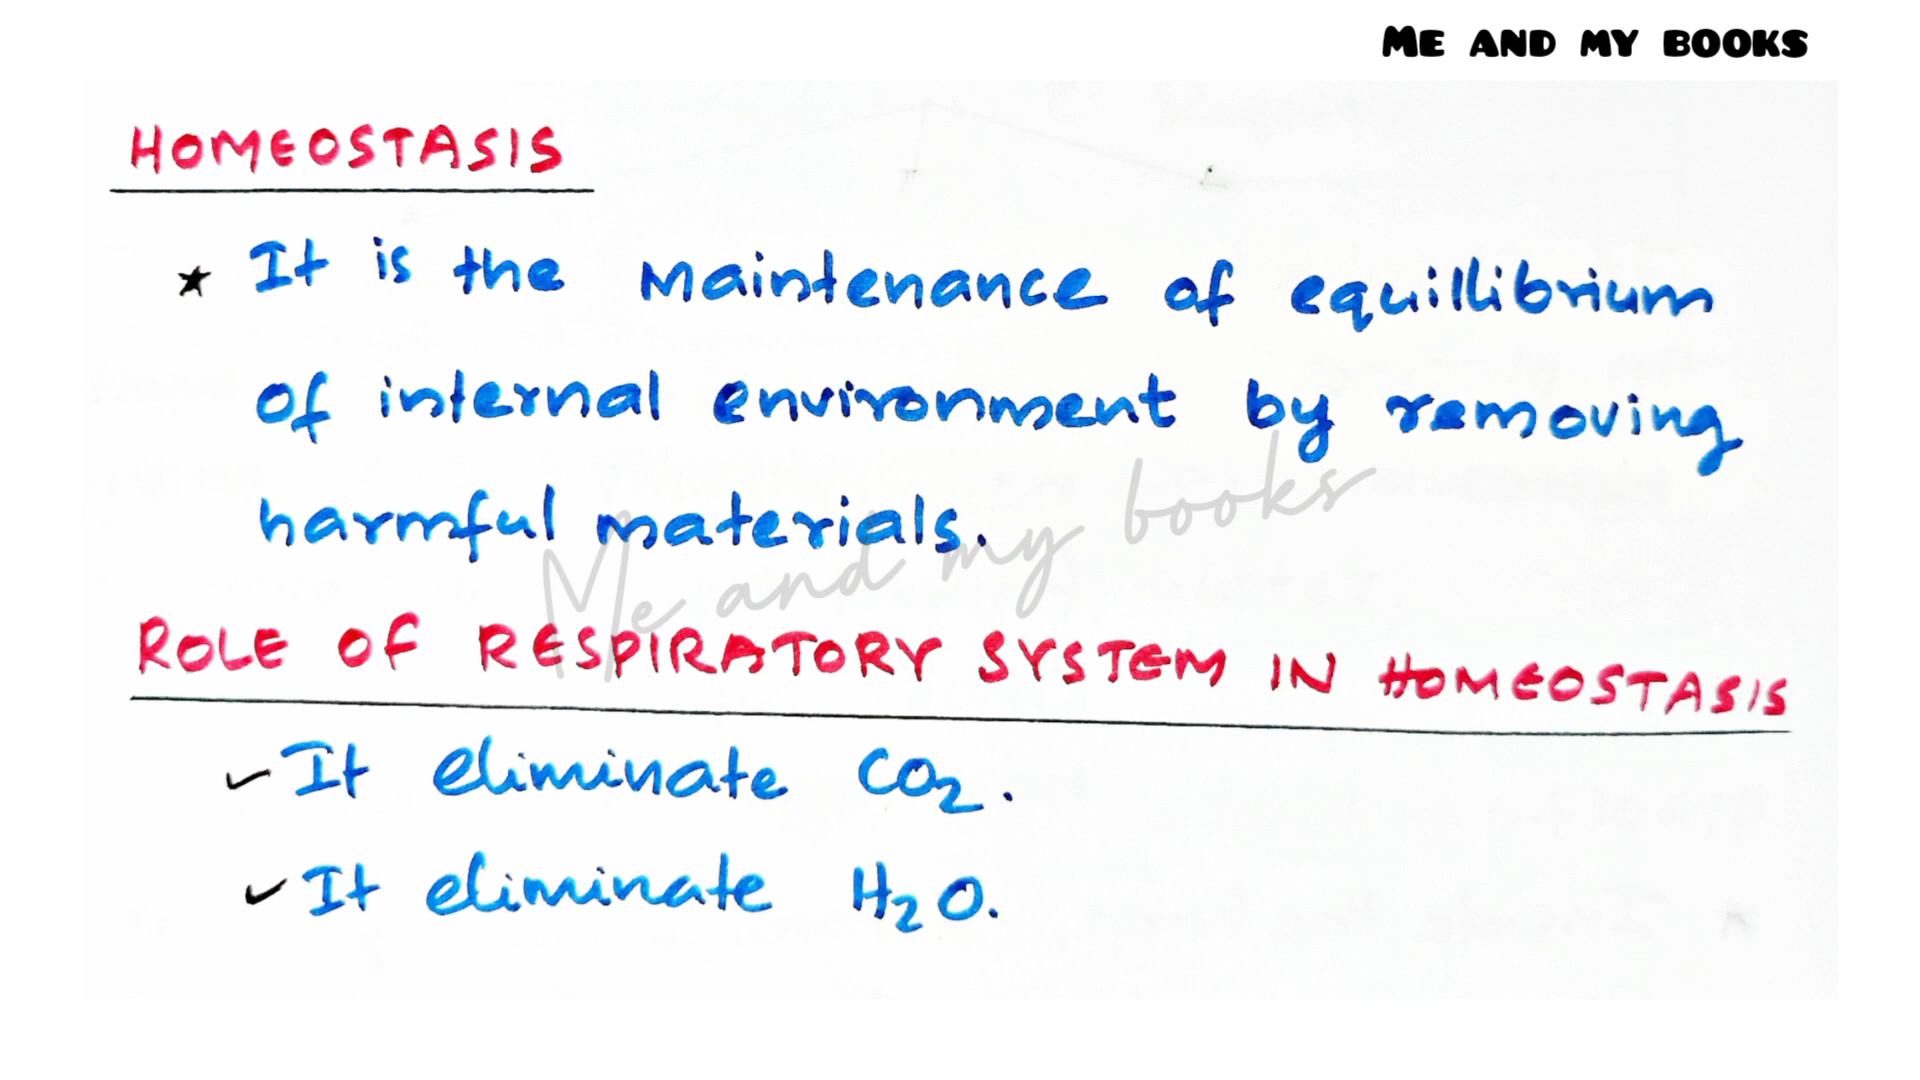 ME AND MY BOOKS
HOMEOSTASIS
★ It is the Maintenance of equillibrium
of internal environment by removing
harmful materials.
Me and my books
ROLE OF RESPIRATORY SYSTEM IN HOMEOSTASIS
✓ It eliminate CO₂.
✓ It eliminate H₂O.